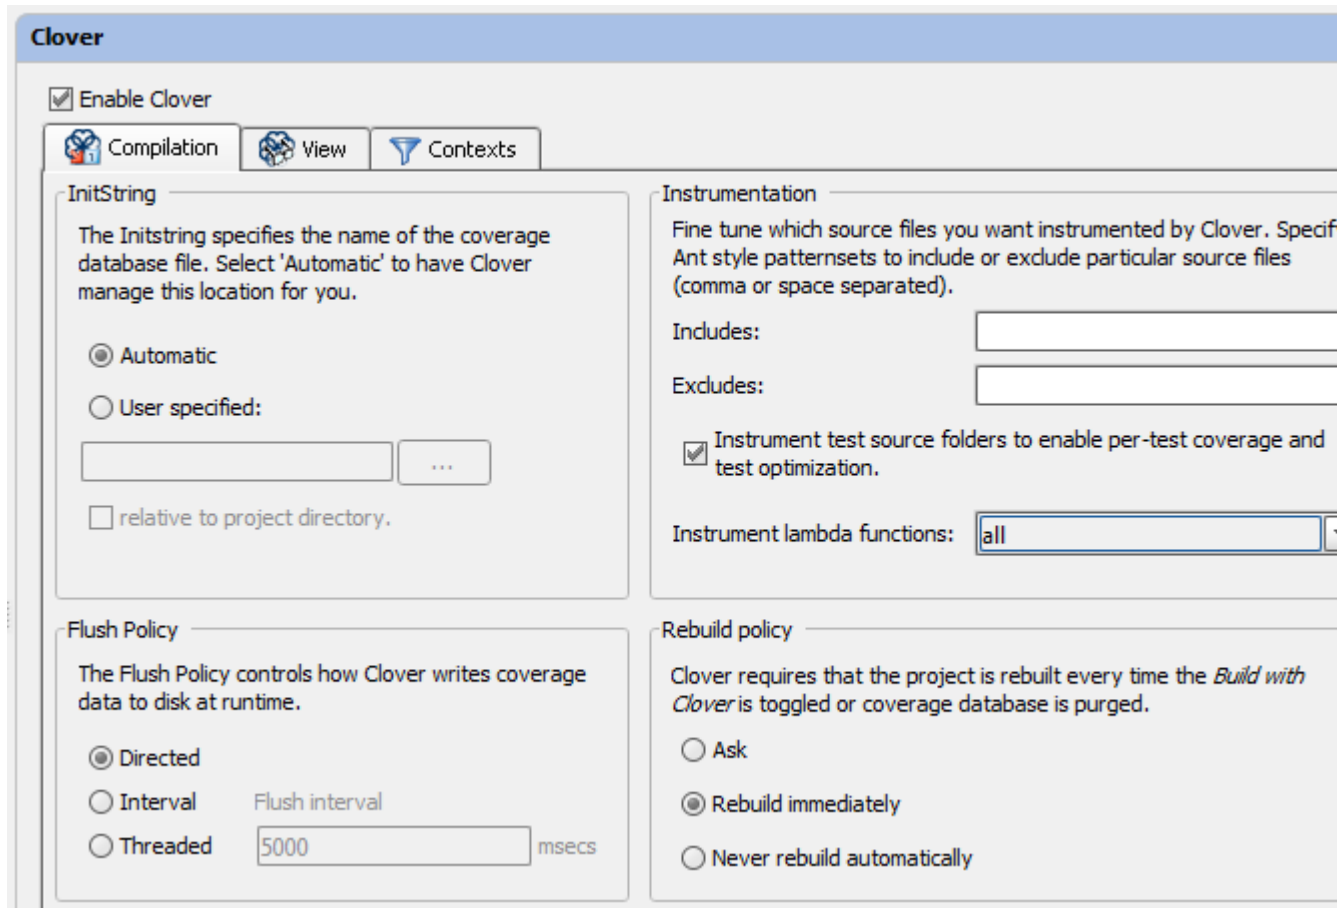 Clover
Enable Clover
Compilation
View
Contexts
InitString
The Initstring specifies the name of the coverage
database file. Select 'Automatic' to have Clover
manage this location for you.
Automatic
User specified:
...
relative to project directory.
Instrumentation
Fine tune which source files you want instrumented by Clover. Specif
Ant style patternsets to include or exclude particular source files
(comma or space separated).
Includes:
Excludes:
Instrument test source folders to enable per-test coverage and
test optimization.
Instrument lambda functions: all
Flush Policy
The Flush Policy controls how Clover writes coverage
data to disk at runtime.
Directed
Interval Flush interval
Threaded 5000 msecs
Rebuild policy
Clover requires that the project is rebuilt every time the Build with
Clover is toggled or coverage database is purged.
Ask
Rebuild immediately
Never rebuild automatically